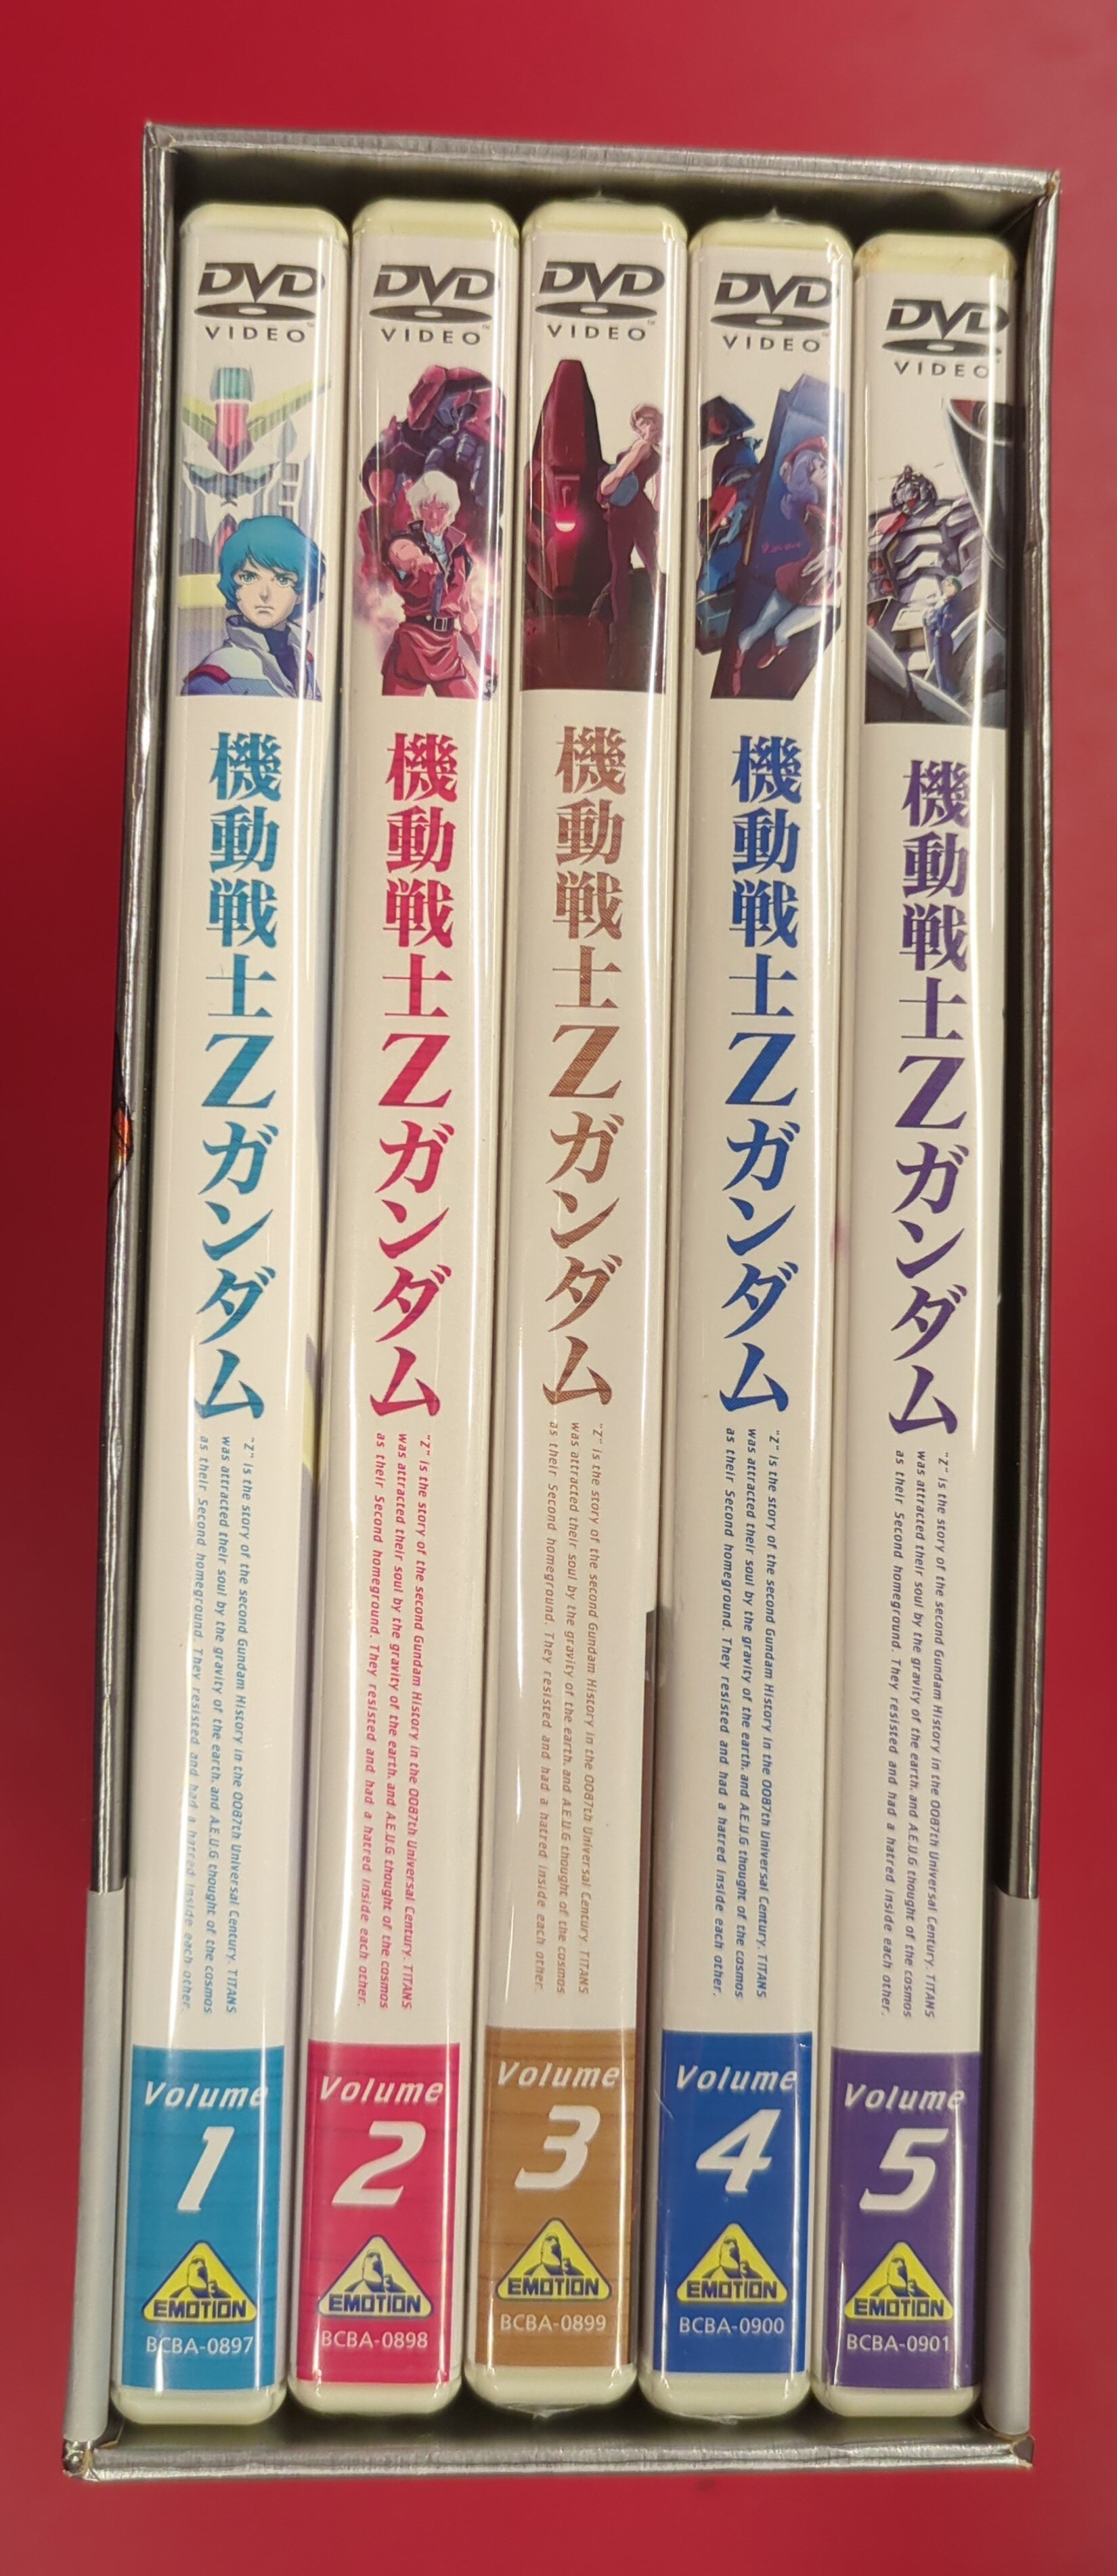 DVD
VIDEO™
機動戦士Zガンダム
"Z" is the story of the second Gundam History in the 0087th Universal Century. TITANS
was attracted their soul by the gravity of the earth. and A.E.U.G thought of the cosmos
as their Second homeground. They resisted and had a hatred inside each other.
Volume
1
EMOTION
BCBA-0897
DVD
VIDEO™
機動戦士Zガンダム
"Z" is the story of the second Gundam History in the 0087th Universal Century. TITANS
was attracted their soul by the gravity of the earth. and A.E.U.G thought of the cosmos
as their Second homeground. They resisted and had a hatred inside each other.
Volume
2
EMOTION
BCBA-0898
DVD
VIDEO™
機動戦士Zガンダム
"Z" is the story of the second Gundam History in the 0087th Universal Century. TITANS
was attracted their soul by the gravity of the earth. and A.E.U.G thought of the cosmos
as their Second homeground. They resisted and had a hatred inside each other.
Volume
3
EMOTION
BCBA-0899
DVD
VIDEO™
機動戦士Zガンダム
"Z" is the story of the second Gundam History in the 0087th Universal Century. TITANS
was attracted their soul by the gravity of the earth. and A.E.U.G thought of the cosmos
as their Second homeground. They resisted and had a hatred inside each other.
Volume
4
EMOTION
BCBA-0900
DVD
VIDEO
機動戦士Zガンダム
"Z" is the story of the second Gundam History in the 0087th Universal Century. TITANS
was attracted their soul by the gravity of the earth. and A.E.U.G thought of the cosmos
as their Second homeground. They resisted and had a hatred inside each other.
Volume
5
EMOTION
BCBA-0901